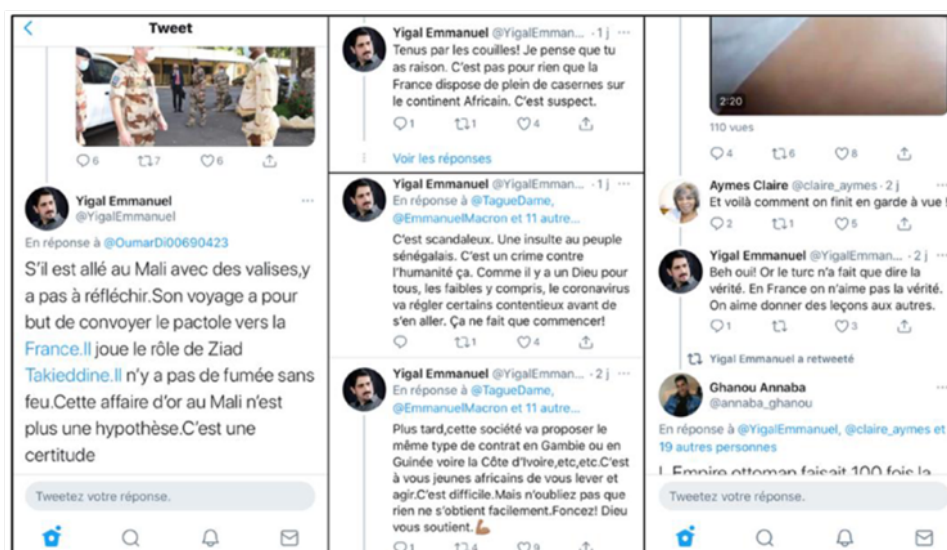 Tweet
6 7 6
Yigal Emmanuel
@YigalEmmanuel
En réponse à @OumarDi00690423
S'il est allé au Mali avec des valises,y
a pas à réfléchir.Son voyage a pour
but de convoyer le pactole vers la
France.Il joue le rôle de Ziad
Takieddine.Il n'y a pas de fumée sans
feu.Cette affaire d'or au Mali n'est
plus une hypothèse.C'est une
certitude
Tweetez votre réponse.
Yigal Emmanuel @YigalEmman... · 1 j
Tenus par les couilles! Je pense que tu
as raison. C'est pas pour rien que la
France dispose de plein de casernes sur
le continent Africain. C'est suspect.
1 1 4
Voir les réponses
Yigal Emmanuel @YigalEmman... · 1 j
En réponse à @TagueDame,
@EmmanuelMacron et 11 autre...
C'est scandaleux. Une insulte au peuple
sénégalais. C'est un crime contre
l'humanité ça. Comme il y a un Dieu pour
tous, les faibles y compris, le coronavirus
va régler certains contentieux avant de
s'en aller. Ça ne fait que commencer!
1 4
Yigal Emmanuel @YigalEmman... · 2 j
En réponse à @TagueDame,
@EmmanuelMacron et 11 autre...
Plus tard,cette société va proposer le
même type de contrat en Gambie ou en
Guinée voire la Côte d'Ivoire,etc,etc.C'est
à vous jeunes africains de vous lever et
agir.C'est difficile.Mais n'oubliez pas que
rien ne s'obtient facilement.Foncez! Dieu
vous soutient.💪🏽
1 4 9
2:20
110 vues
4 6 8
Aymes Claire @claire_aymes · 2 j
Et voilà comment on finit en garde à vue !
2 1 5
Yigal Emmanuel @YigalEmman... · 2 j
Beh oui! Or le turc n'a fait que dire la
vérité. En France on n'aime pas la vérité.
On aime donner des leçons aux autres.
1 3
Yigal Emmanuel a retweeté
Ghanou Annaba
@annaba_ghanou
En réponse à @YigalEmmanuel, @claire_aymes et
19 autres personnes
L Empire ottoman faisait 100 fois la
Tweetez votre réponse.